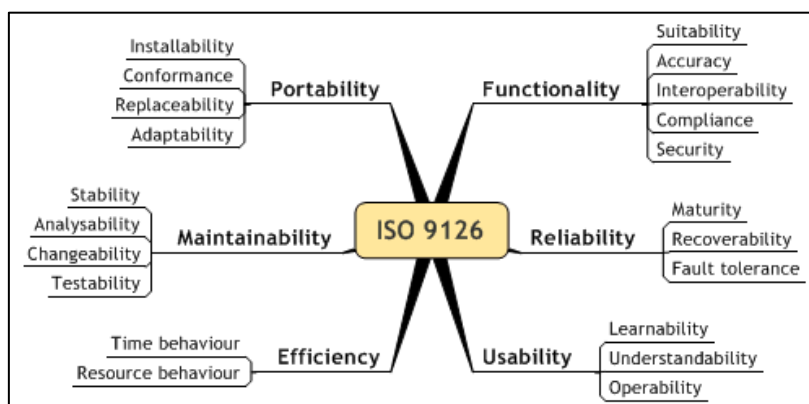 Installability
Conformance
Replaceability
Adaptability
Portability
Functionality
Suitability
Accuracy
Interoperability
Compliance
Security
Stability
Analysability
Changeability
Testability
Maintainability
ISO 9126
Reliability
Maturity
Recoverability
Fault tolerance
Time behaviour
Resource behaviour
Efficiency
Usability
Learnability
Understandability
Operability